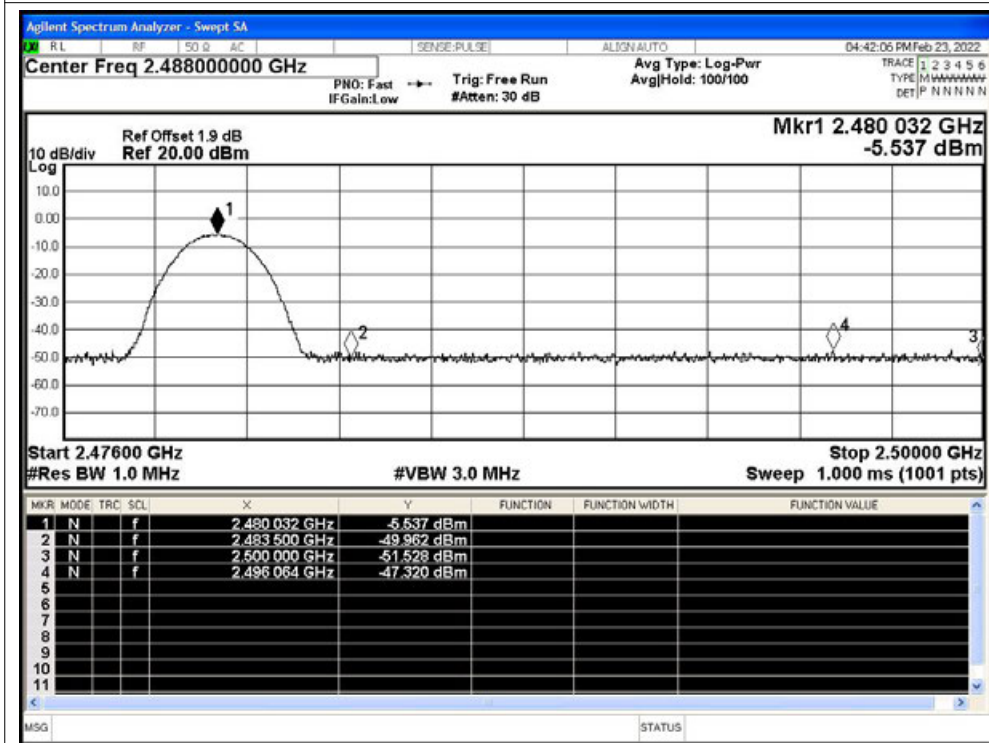 Agilent Spectrum Analyzer - Swept SA
RL RF 50 Ω AC SENSE:PULSE ALIGN AUTO 04:42:06 PM Feb 23, 2022
Center Freq 2.488000000 GHz Avg Type: Log-Pwr TRACE 1 2 3 4 5 6
PNO: Fast Trig: Free Run Avg|Hold: 100/100 TYPE M
IFGain:Low #Atten: 30 dB DET P N N N N N
Mkr1 2.480 032 GHz
Ref Offset 1.9 dB
10 dB/div Ref 20.00 dBm -5.537 dBm
Log
10.0
0.00
1
-10.0
-20.0
-30.0
-40.0
2 4 3
-50.0
-60.0
-70.0
Start 2.47600 GHz Stop 2.50000 GHz
#Res BW 1.0 MHz #VBW 3.0 MHz Sweep 1.000 ms (1001 pts)
MKR MODE TRC SCL X Y FUNCTION FUNCTION WIDTH FUNCTION VALUE
1 N f 2.480 032 GHz -5.537 dBm
2 N f 2.483 500 GHz -49.962 dBm
3 N f 2.500 000 GHz -51.528 dBm
4 N f 2.496 064 GHz -47.320 dBm
5
6
7
8
9
10
11
MSG STATUS